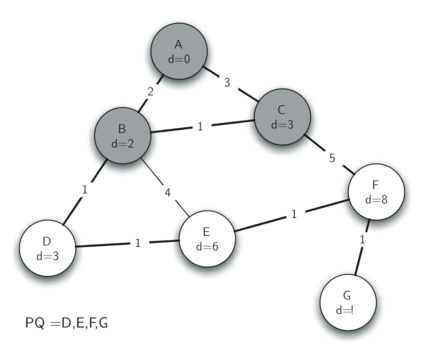 A
d=0
2
3
C
d=3
B
d=2
1
5
F
d=8
1
4
1
E
d=6
D
d=3
1
1
G
d=!
PQ =D,E,F,G